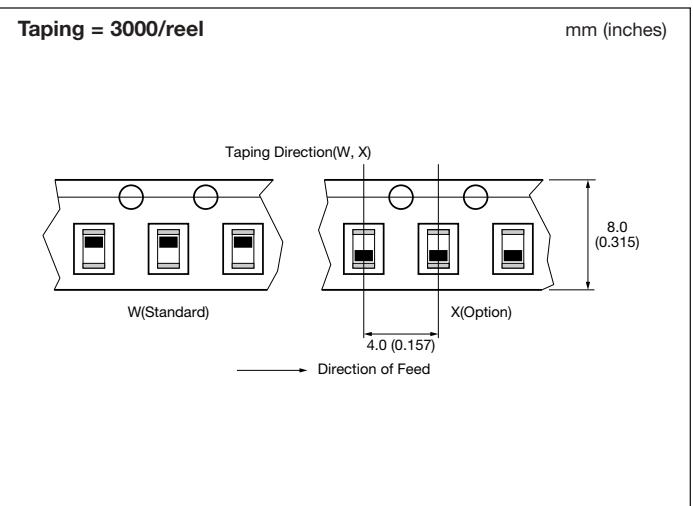 Taping = 3000/reel
mm (inches)
Taping Direction(W, X)
8.0
(0.315)
W(Standard)
X(Option)
4.0 (0.157)
Direction of Feed